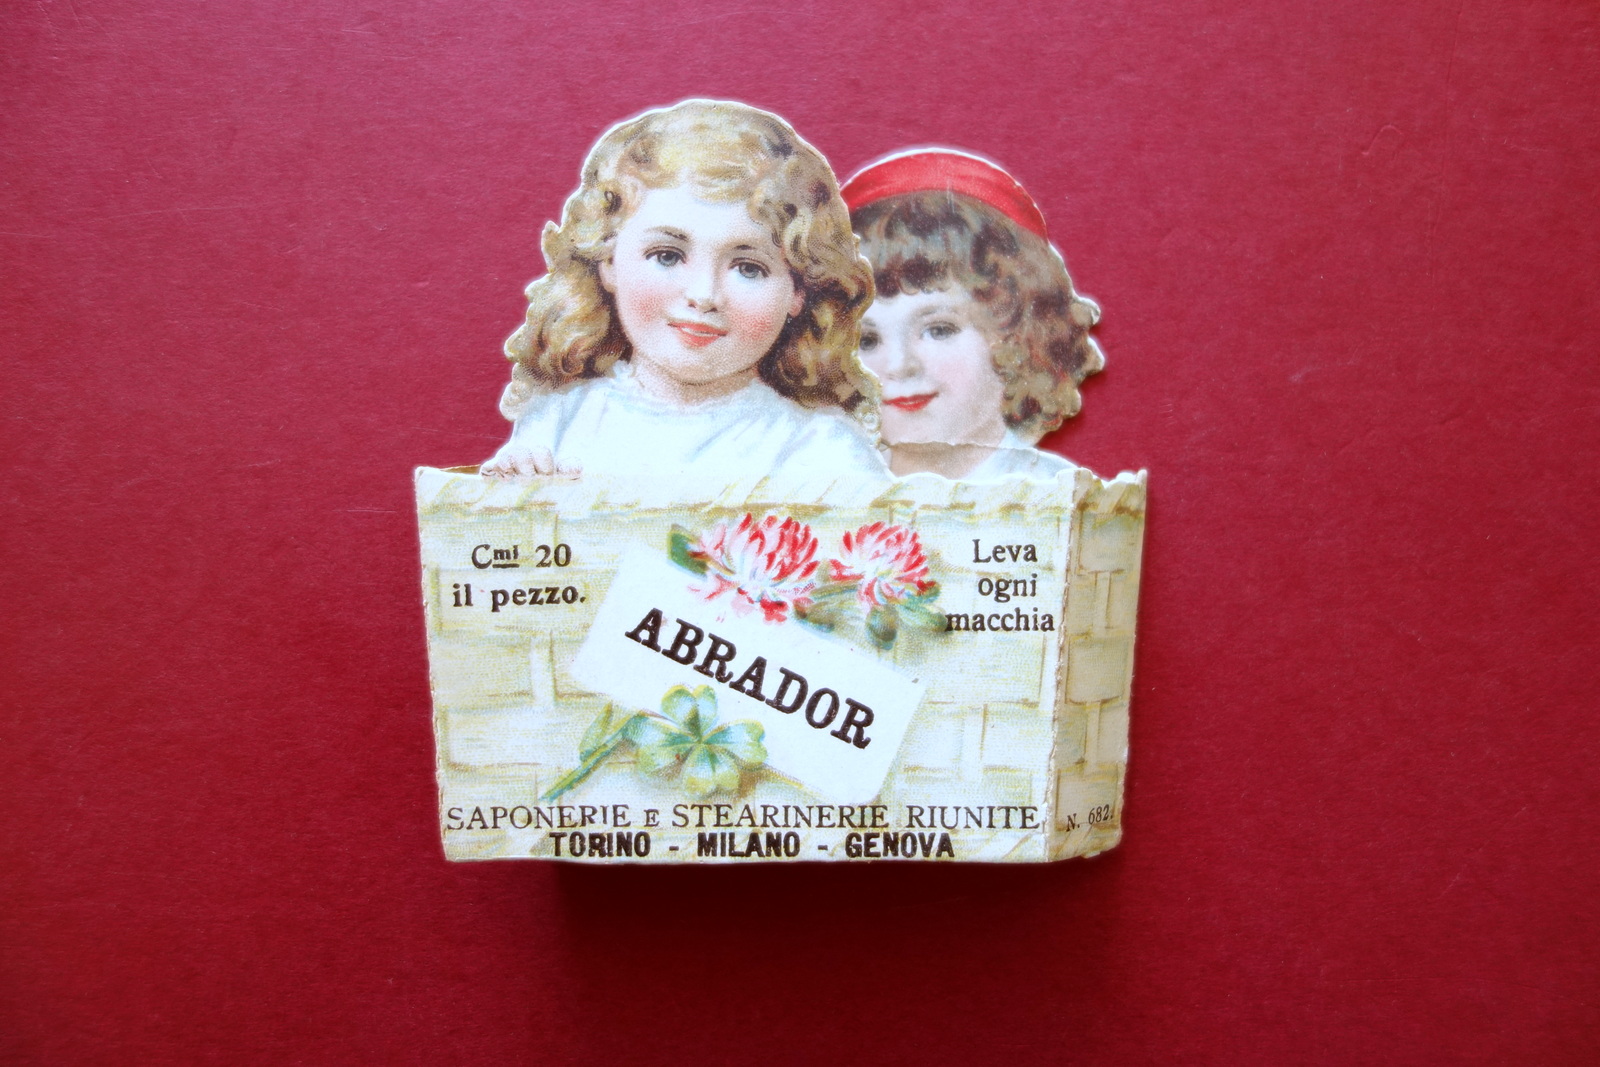 Cmi 20
il pezzo.
Leva
ogni
macchia
ABRADOR
SAPONERIE E STEARINERIE RIUNITE
TORINO - MILANO - GENOVA
N. 682.